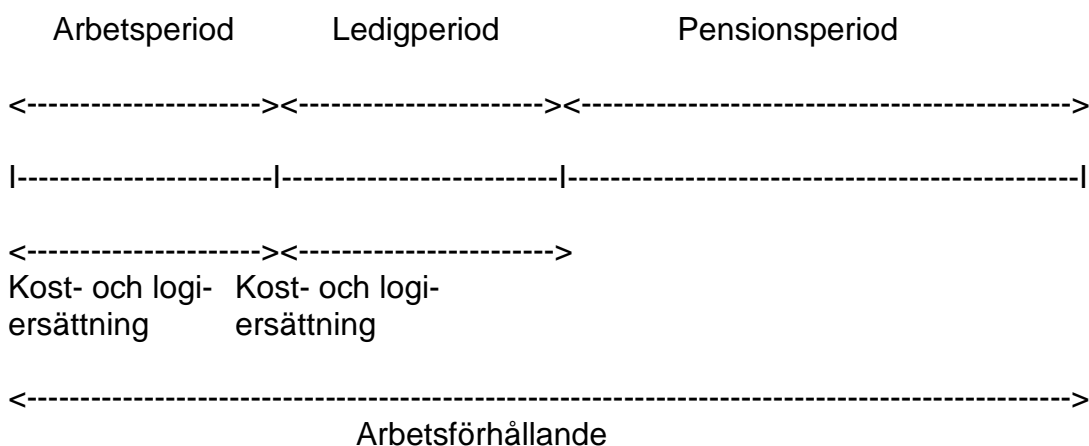 Arbetsperiod Ledigperiod Pensionsperiod
<-----------------------><-----------------------><----------------------------------------------->
|------------------------|--------------------------|------------------------------------------------|
<-----------------------><------------------------->
Kost- och logi- Kost- och logi-
ersättning ersättning
<---------------------------------------------------------------------------------------------------->
Arbetsförhållande